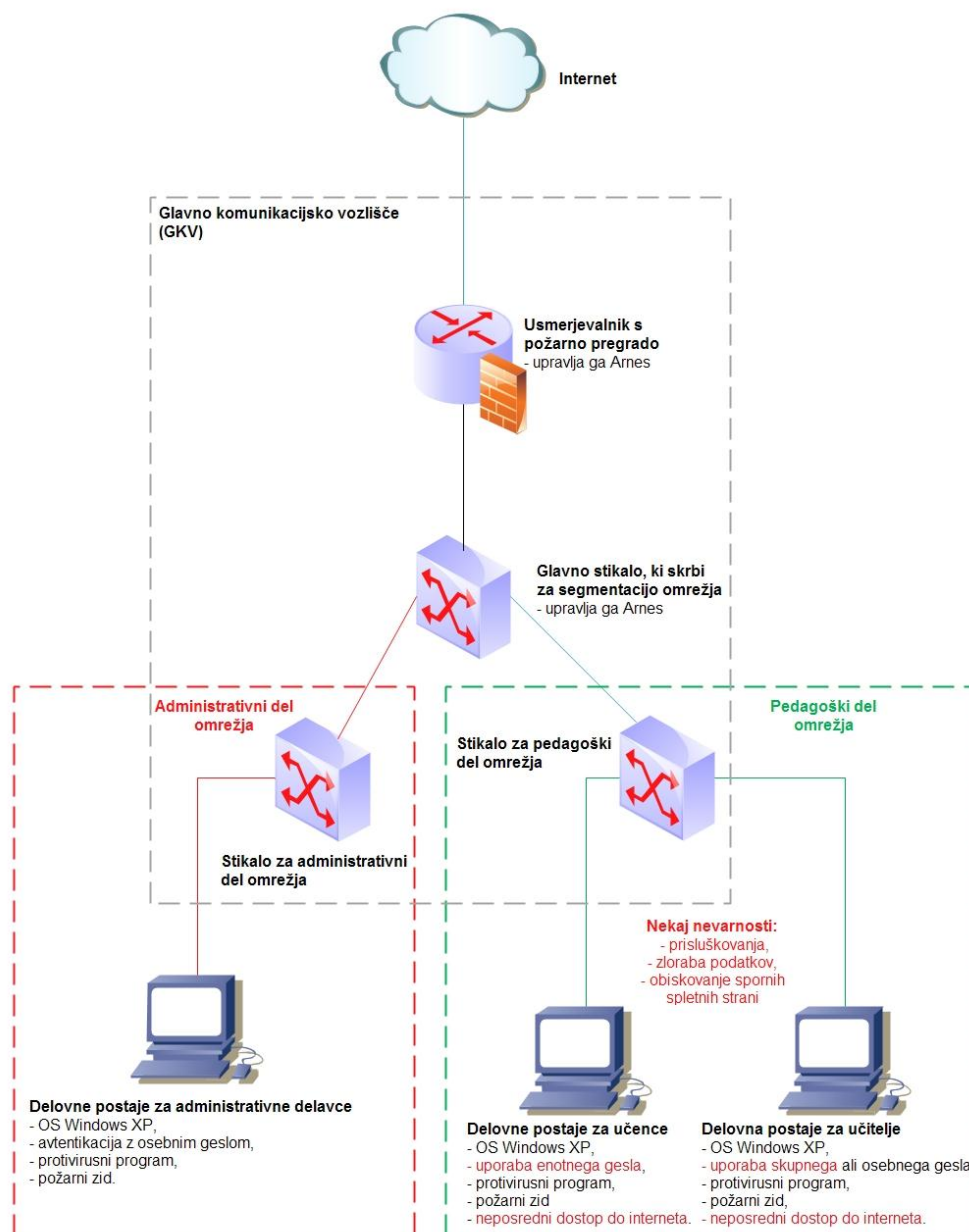 Internet
Glavno komunikacijsko vozlišče
(GKV)
Usmerjevalnik s
požarno pregrado
- upravlja ga Arnes
Glavno stikalo, ki skrbi
za segmentacijo omrežja
- upravlja ga Arnes
Administrativni del
omrežja
Stikalo za administrativni
del omrežja
Pedagoški del
omrežja
Stikalo za pedagoški
del omrežja
Nekaj nevarnosti:
- prisluškovanja,
- zloraba podatkov,
- obiskovanje spornih
spletnih strani
Delovne postaje za administrativne delavce
- OS Windows XP,
- avtentikacija z osebnim geslom,
- protivirusni program,
- požarni zid.
Delovne postaje za učence
- OS Windows XP,
- uporaba enotnega gesla,
- protivirusni program,
- požarni zid
- neposredni dostop do interneta.
Delovna postaje za učitelje
- OS Windows XP,
- uporaba skupnega ali osebnega gesla
- protivirusni program,
- požarni zid,
- neposredni dostop do interneta.